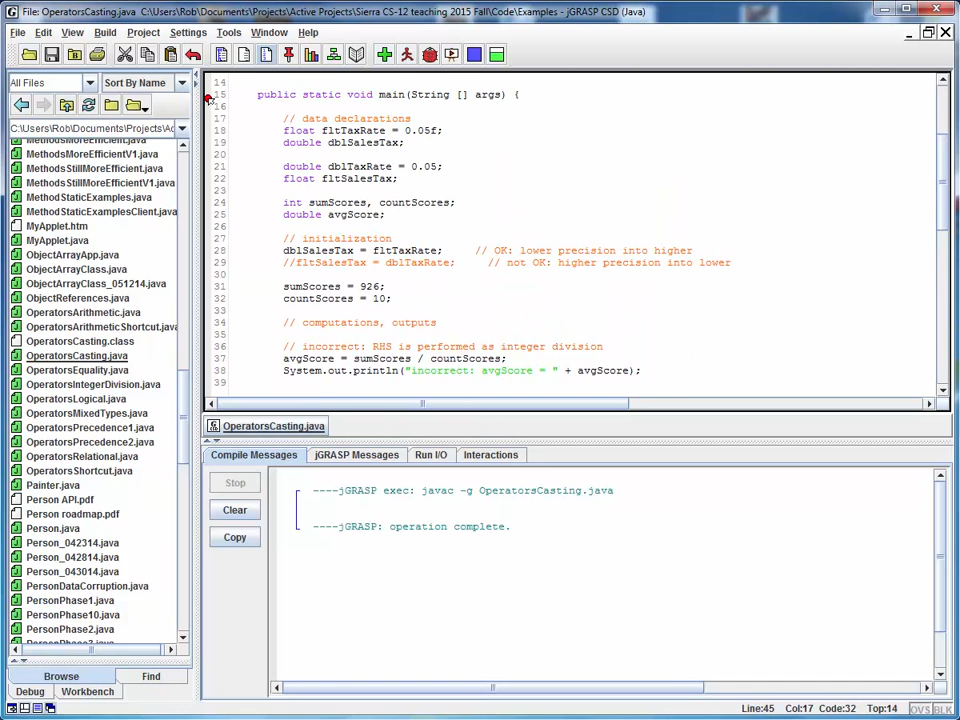 File: OperatorsCasting.java C:\Users\Rob\Documents\Projects\Active Projects\Sierra CS-12 teaching 2015 Fall\Code\Examples - jGRASP CSD (Java)
File Edit View Build Project Settings Tools Window Help
All Files Sort By Name
C:\Users\Rob\Documents\Projects\A
MethodsMoreEfficient.java
MethodsMoreEfficientV1.java
MethodsStillMoreEfficient.java
MethodsStillMoreEfficientV1.java
MethodStaticExamples.java
MethodStaticExamplesClient.java
MyApplet.htm
MyApplet.java
ObjectArrayApp.java
ObjectArrayClass.java
ObjectArrayClass_051214.java
ObjectReferences.java
OperatorsArithmetic.java
OperatorsArithmeticShortcut.java
OperatorsCasting.class
OperatorsCasting.java
OperatorsEquality.java
OperatorsIntegerDivision.java
OperatorsLogical.java
OperatorsMixedTypes.java
OperatorsPrecedence1.java
OperatorsPrecedence2.java
OperatorsRelational.java
OperatorsShortcut.java
Painter.java
Person API.pdf
Person roadmap.pdf
Person.java
Person_042314.java
Person_042814.java
Person_043014.java
PersonDataCorruption.java
PersonPhase1.java
PersonPhase10.java
PersonPhase2.java
PersonPhase3.java
Browse Find
Debug Workbench
14
15 public static void main(String [] args) {
16
17 // data declarations
18 float fltTaxRate = 0.05f;
19 double dblSalesTax;
20
21 double dblTaxRate = 0.05;
22 float fltSalesTax;
23
24 int sumScores, countScores;
25 double avgScore;
26
27 // initialization
28 dblSalesTax = fltTaxRate; // OK: lower precision into higher
29 //fltSalesTax = dblTaxRate; // not OK: higher precision into lower
30
31 sumScores = 926;
32 countScores = 10;
33
34 // computations, outputs
35
36 // incorrect: RHS is performed as integer division
37 avgScore = sumScores / countScores;
38 System.out.println("incorrect: avgScore = " + avgScore);
39
OperatorsCasting.java
Compile Messages jGRASP Messages Run I/O Interactions
Stop
Clear
Copy
----jGRASP exec: javac -g OperatorsCasting.java
----jGRASP: operation complete.
Line:45 Col:17 Code:32 Top:14 OVS BLK